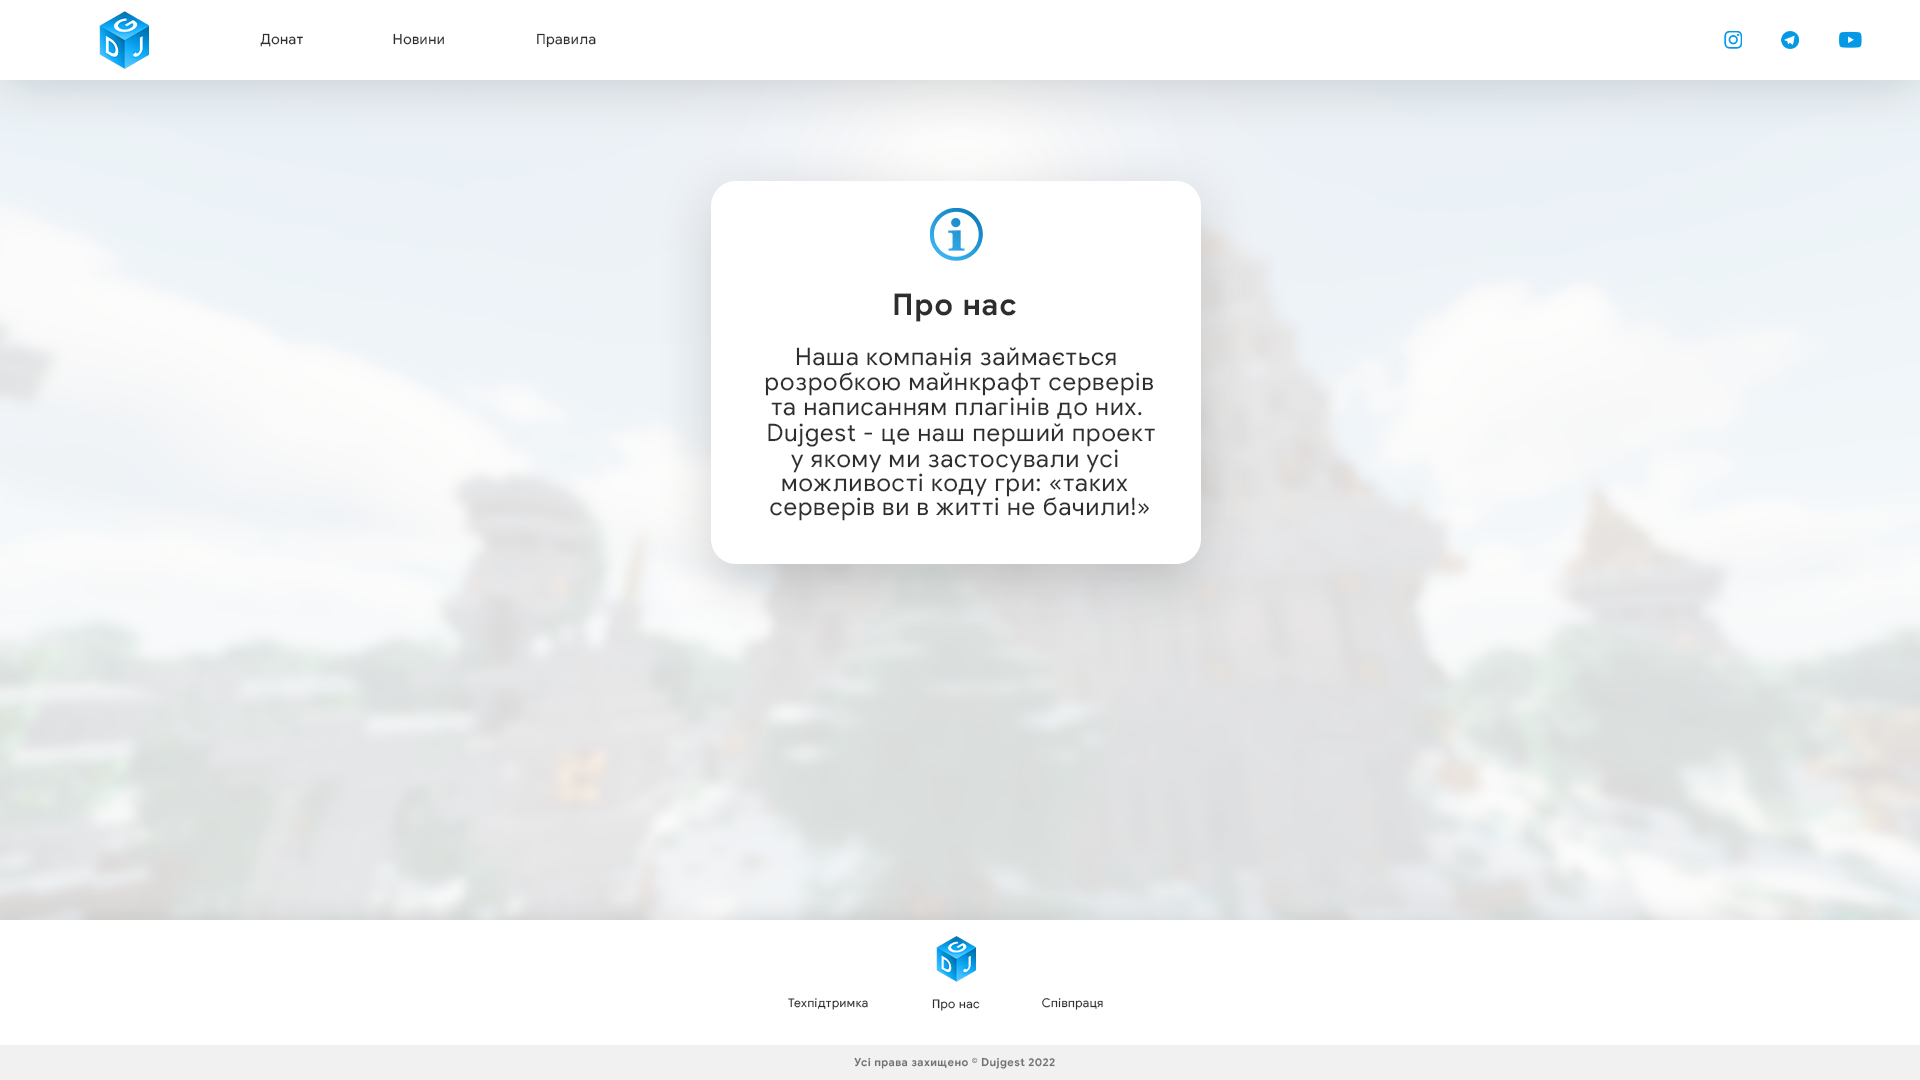 G
D J
Донат Новини Правила
Про нас
Наша компанія займається
розробкою майнкрафт серверів
та написанням плагінів до них.
Dujgest - це наш перший проект
у якому ми застосували усі
можливості коду гри: «таких
серверів ви в житті не бачили!»
G
D J
Техпідтримка Про нас Співпраця
Усі права захищено © Dujgest 2022